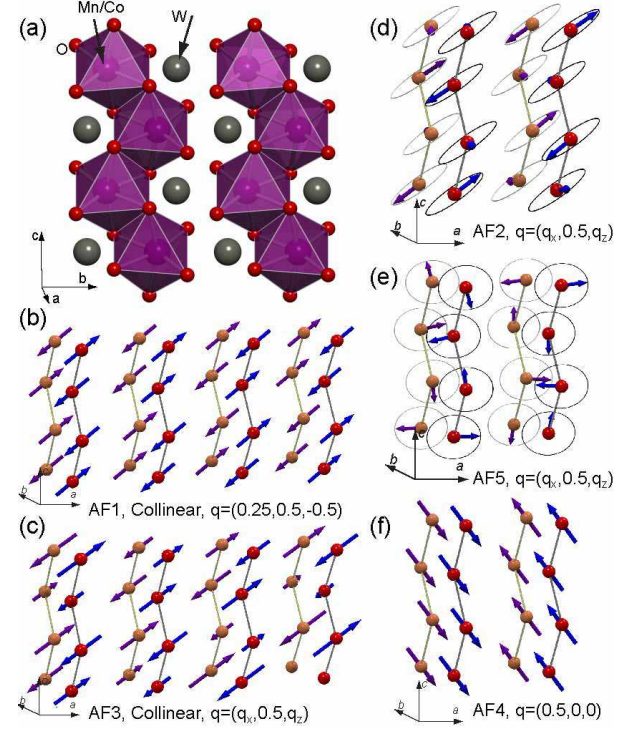 (a)
Mn/Co
W
O
c
b
a
(b)
b
a
AF1, Collinear, q=(0.25,0.5,-0.5)
(c)
b
a
AF3, Collinear, q=(qx,0.5,qz)
(d)
c
b
a
AF2, q=(qx,0.5,qz)
(e)
b
a
AF5, q=(qx,0.5,qz)
(f)
c
b
a
AF4, q=(0.5,0,0)